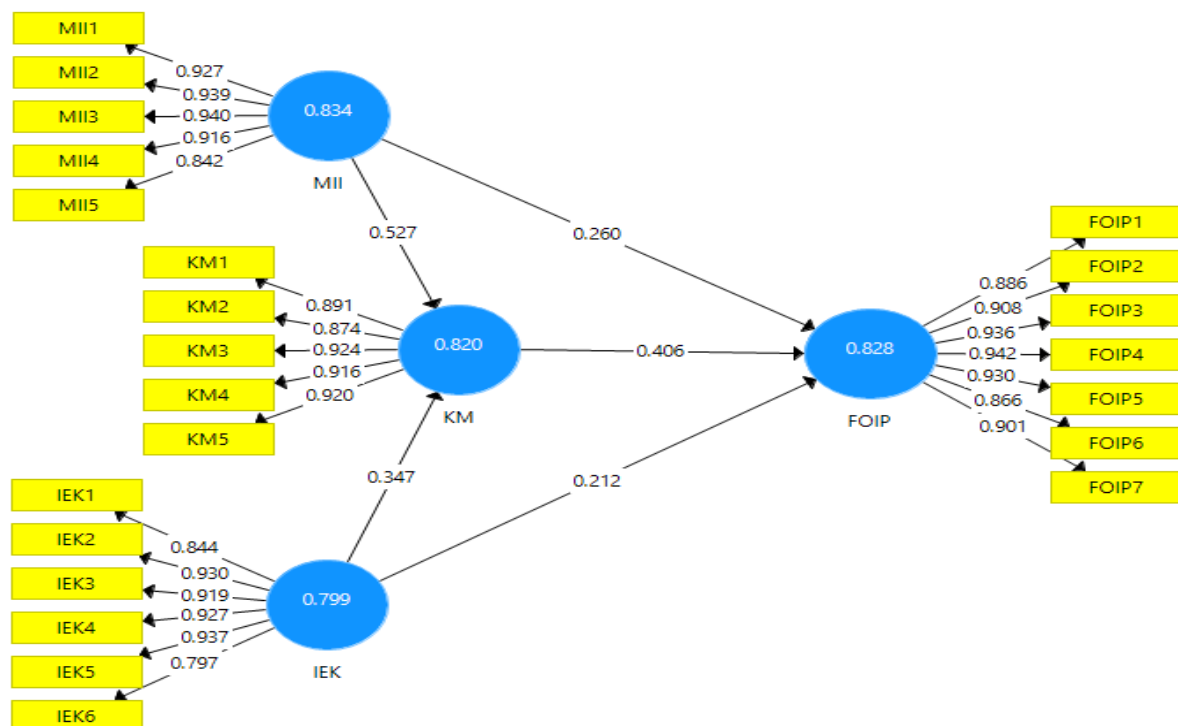 MII1
0.927
MII2
0.939
MII3
0.940
MII4
0.916
MII5
0.842
0.834
MII
0.527
0.260
KM1
0.891
KM2
0.874
KM3
0.924
KM4
0.916
KM5
0.920
0.820
KM
0.406
0.347
0.212
IEK1
0.844
IEK2
0.930
IEK3
0.919
IEK4
0.927
IEK5
0.937
IEK6
0.797
0.799
IEK
0.828
FOIP
FOIP1
0.886
FOIP2
0.908
FOIP3
0.936
FOIP4
0.942
FOIP5
0.930
FOIP6
0.866
FOIP7
0.901